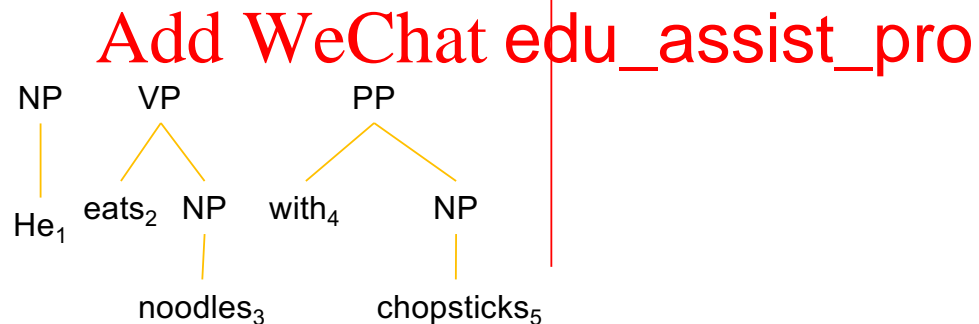 Add WeChat edu_assist_pro
NP VP PP
eats₂ NP with₄ NP
He₁
noodles₃ chopsticks₅